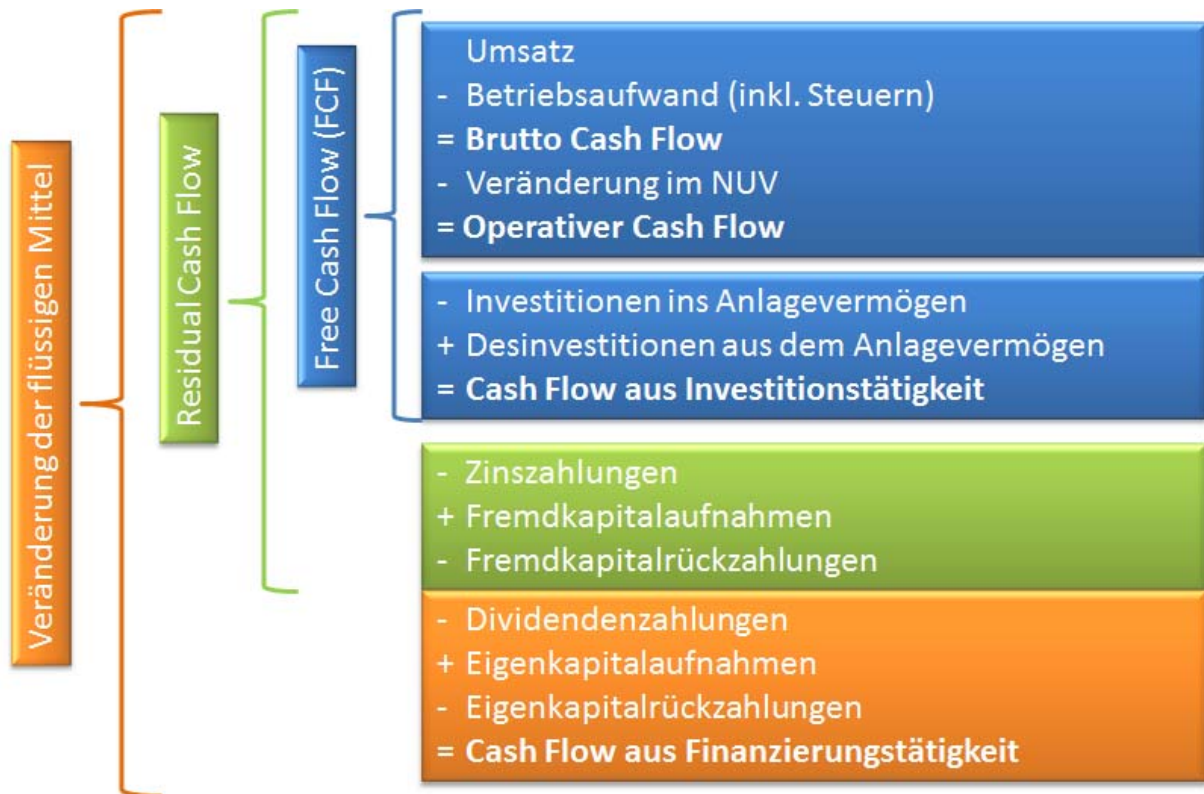 Veränderung der flüssigen Mittel
Residual Cash Flow
Free Cash Flow (FCF)
Umsatz
- Betriebsaufwand (inkl. Steuern)
= Brutto Cash Flow
- Veränderung im NUV
= Operativer Cash Flow
- Investitionen ins Anlagevermögen
+ Desinvestitionen aus dem Anlagevermögen
= Cash Flow aus Investitionstätigkeit
- Zinszahlungen
+ Fremdkapitalaufnahmen
- Fremdkapitalrückzahlungen
- Dividendenzahlungen
+ Eigenkapitalaufnahmen
- Eigenkapitalrückzahlungen
= Cash Flow aus Finanzierungstätigkeit